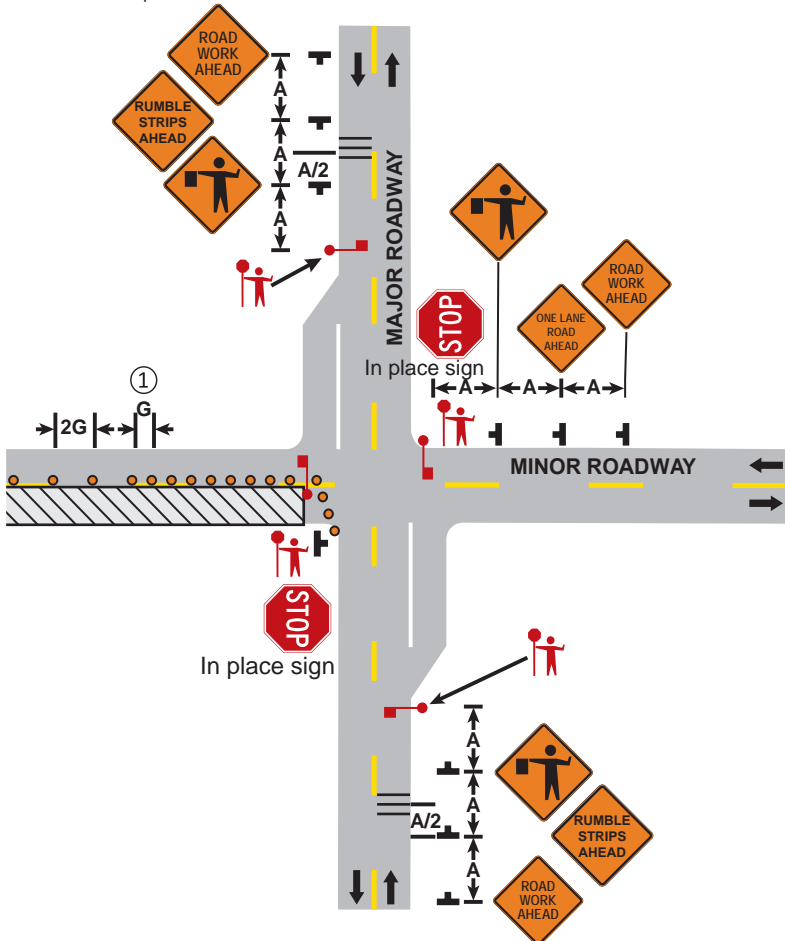 ROAD
WORK
AHEAD
A
RUMBLE
STRIPS
AHEAD
A
A/2
A
MAJOR ROADWAY
STOP
In place sign
ONE LANE
ROAD
AHEAD
ROAD
WORK
AHEAD
A
A
A
①
G
2G
MINOR ROADWAY
STOP
In place sign
A
A
A/2
RUMBLE
STRIPS
AHEAD
A
ROAD
WORK
AHEAD